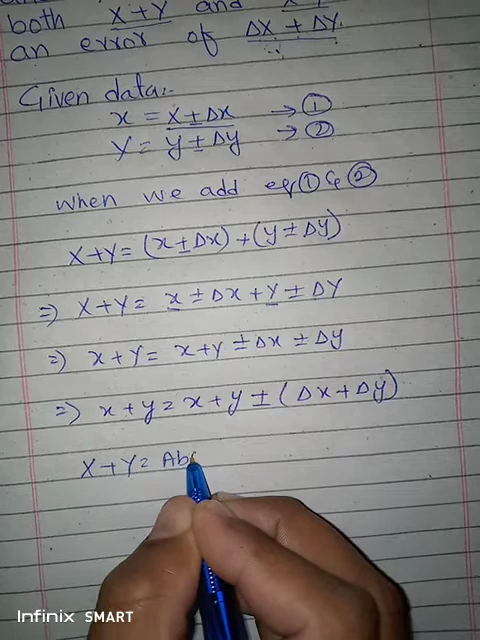 both X+Y and
an error of ΔX + ΔY.
Given data:-
x = X ± Δx → ①
Y = y ± Δy → ②
when we add eq ① & ②
X+Y = (x ± Δx) + (y ± Δy)
⇒ X+Y = x ± Δx + y ± ΔY
⇒ x+y = x+y ± Δx ± Δy
⇒ x+y = x+y ± (Δx + Δy)
X+Y = Ab
Infinix SMART